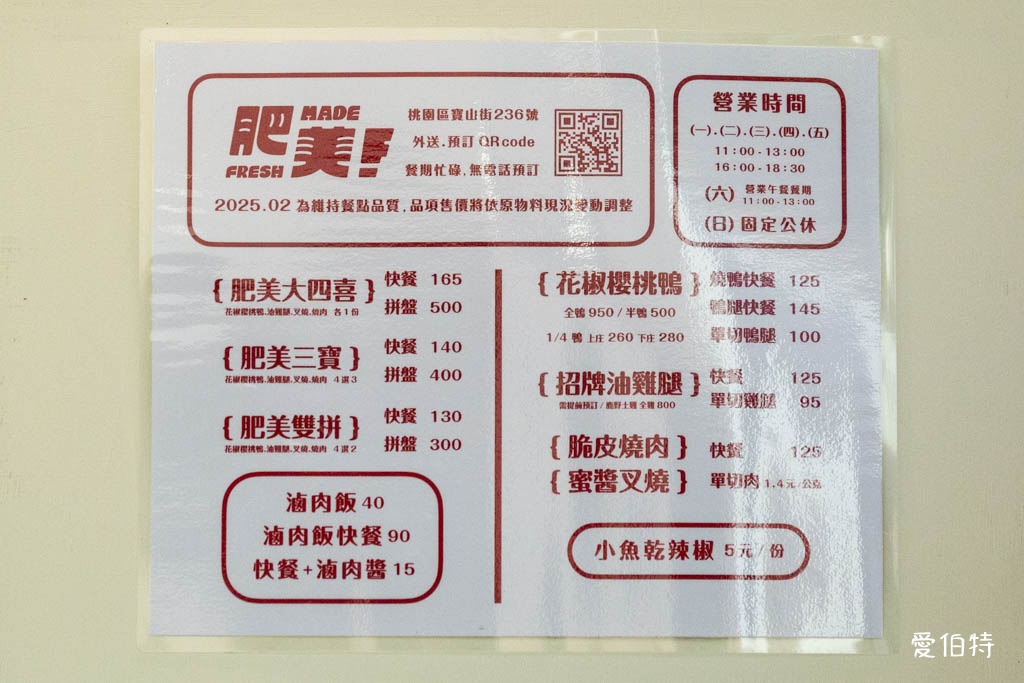 肥美!
MADE
FRESH
桃園區寶山街236號
外送.預訂 QRcode
餐期忙碌,無電話預訂
2025.02 為維持餐點品質,品項售價將依原物料現況變動調整
營業時間
(一).(二).(三).(四).(五)
11:00-13:00
16:00-18:30
(六) 營業午餐餐期
11:00-13:00
(日) 固定公休
{肥美大四喜} 快餐 165
花椒櫻桃鴨.油雞腿.叉燒.燒肉 各1份 拼盤 500
{肥美三寶} 快餐 140
花椒櫻桃鴨.油雞腿.叉燒.燒肉 4選3 拼盤 400
{肥美雙拼} 快餐 130
花椒櫻桃鴨.油雞腿.叉燒.燒肉 4選2 拼盤 300
滷肉飯 40
滷肉飯快餐 90
快餐+滷肉醬 15
{花椒櫻桃鴨} 燒鴨快餐 125
全鴨 950 / 半鴨 500 鴨腿快餐 145
1/4 鴨 上庄 260 下庄 280 單切鴨腿 100
{招牌油雞腿} 快餐 125
需提前預訂 / 鹿野土雞 全雞 800 單切雞腿 95
{脆皮燒肉} 快餐 125
{蜜醬叉燒} 單切肉 1.4元/公克
小魚乾辣椒 5元/份
愛伯特